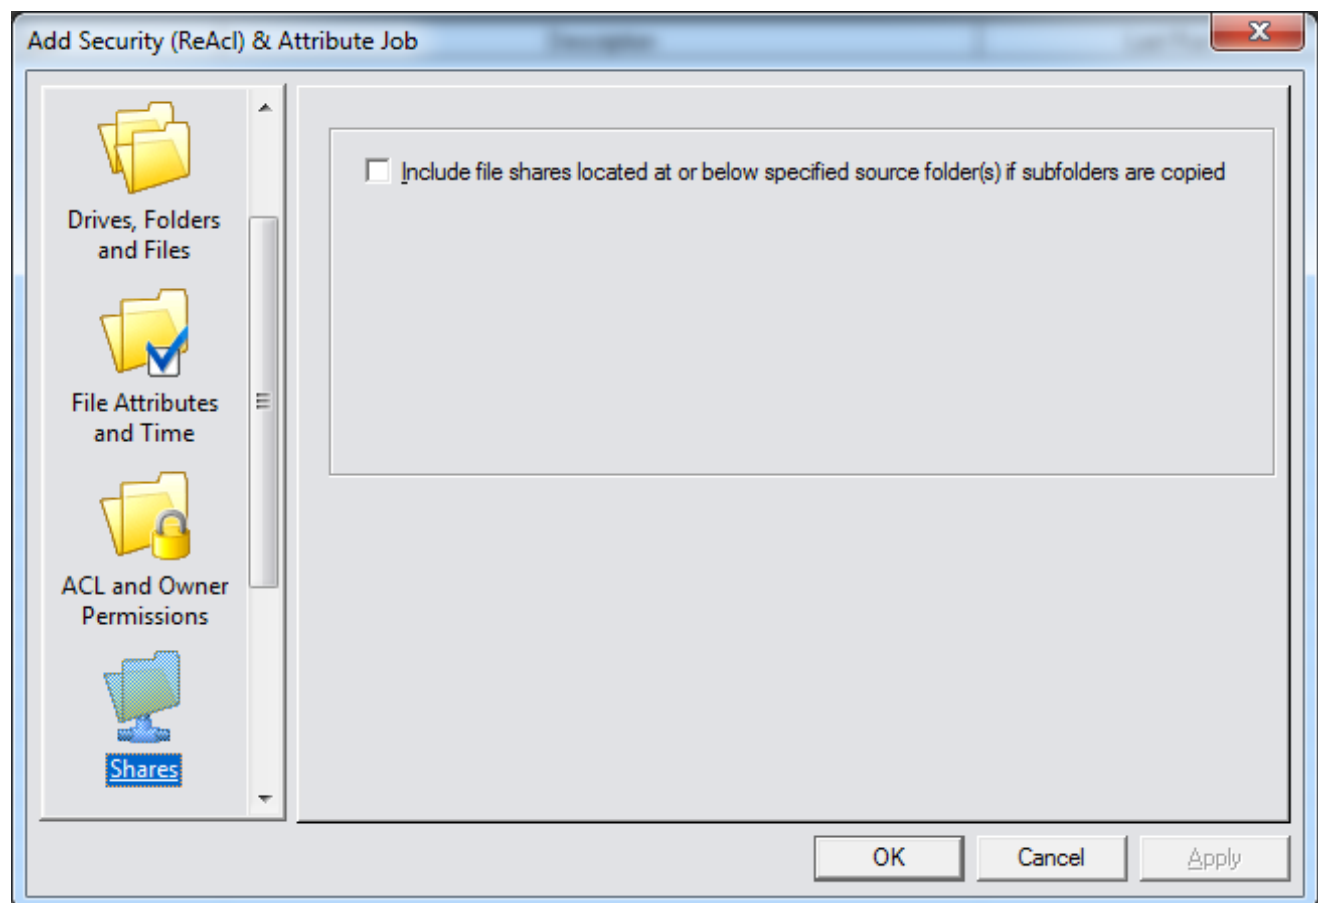 Add Security (ReAcl) & Attribute Job
Drives, Folders
and Files
File Attributes
and Time
ACL and Owner
Permissions
Shares
Include file shares located at or below specified source folder(s) if subfolders are copied
OK
Cancel
Apply